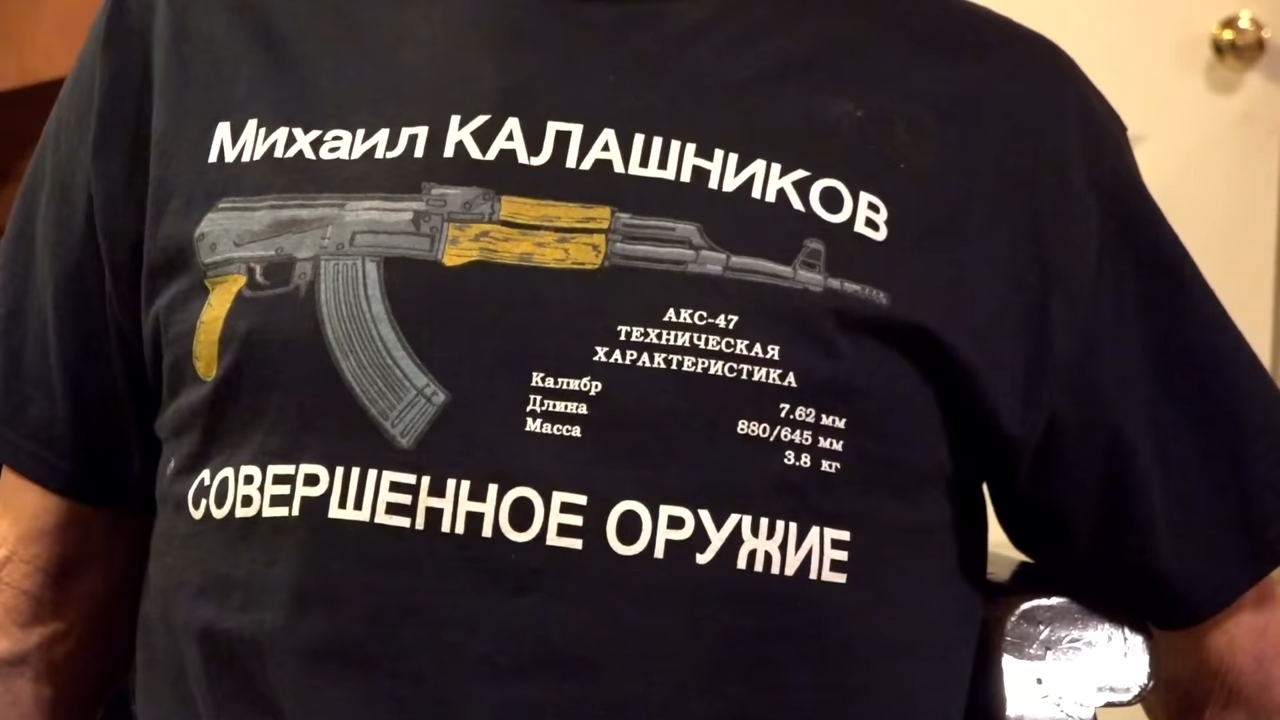 Михаил КАЛАШНИКОВ
АКС-47
ТЕХНИЧЕСКАЯ
ХАРАКТЕРИСТИКА
Калибр 7.62 мм
Длина 880/645 мм
Масса 3.8 кг
СОВЕРШЕННОЕ ОРУЖИЕ